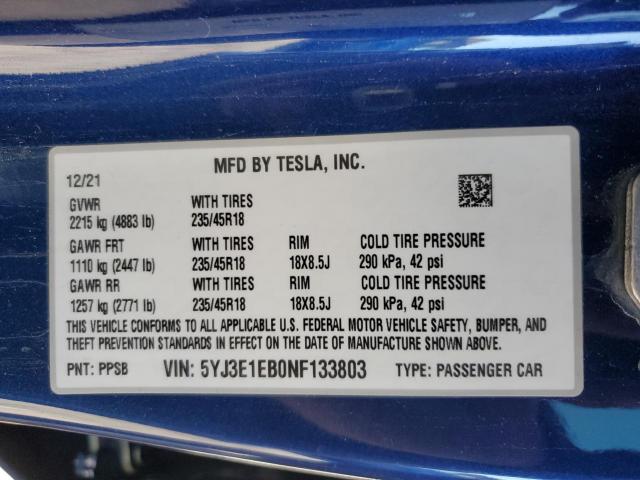 MFD BY TESLA, INC.
12/21
GVWR WITH TIRES
2215 kg (4883 lb) 235/45R18
GAWR FRT WITH TIRES RIM COLD TIRE PRESSURE
1110 kg (2447 lb) 235/45R18 18X8.5J 290 kPa, 42 psi
GAWR RR WITH TIRES RIM COLD TIRE PRESSURE
1257 kg (2771 lb) 235/45R18 18X8.5J 290 kPa, 42 psi
THIS VEHICLE CONFORMS TO ALL APPLICABLE U.S. FEDERAL MOTOR VEHICLE SAFETY, BUMPER, AND
THEFT PREVENTION STANDARDS IN EFFECT ON THE DATE OF MANUFACTURE SHOWN ABOVE.
PNT: PPSB VIN: 5YJ3E1EB0NF133803 TYPE: PASSENGER CAR